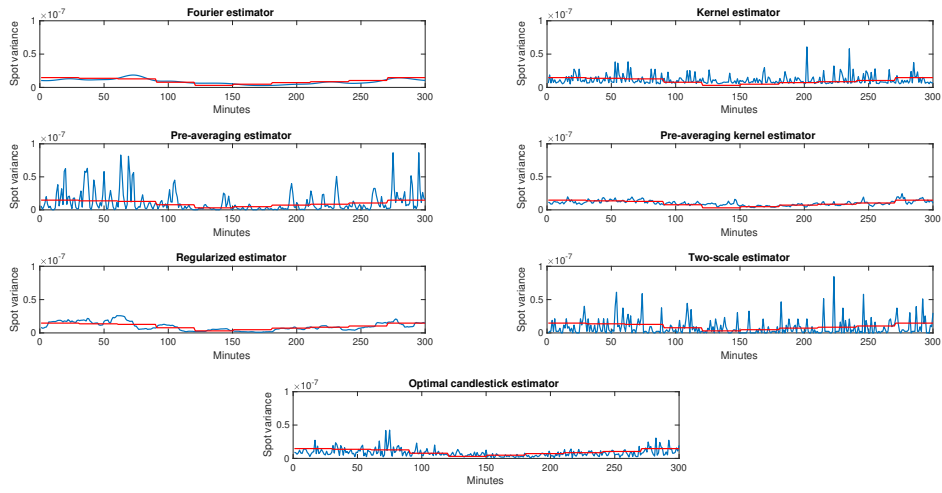 Fourier estimator
×10^-7
1
0.5
0
Spot variance
0 50 100 150 200 250 300
Minutes
Kernel estimator
×10^-7
1
0.5
0
Spot variance
0 50 100 150 200 250 300
Minutes
Pre-averaging estimator
×10^-7
1
0.5
0
Spot variance
0 50 100 150 200 250 300
Minutes
Pre-averaging kernel estimator
×10^-7
1
0.5
0
Spot variance
0 50 100 150 200 250 300
Minutes
Regularized estimator
×10^-7
1
0.5
0
Spot variance
0 50 100 150 200 250 300
Minutes
Two-scale estimator
×10^-7
1
0.5
0
Spot variance
0 50 100 150 200 250 300
Minutes
Optimal candlestick estimator
×10^-7
1
0.5
0
Spot variance
0 50 100 150 200 250 300
Minutes